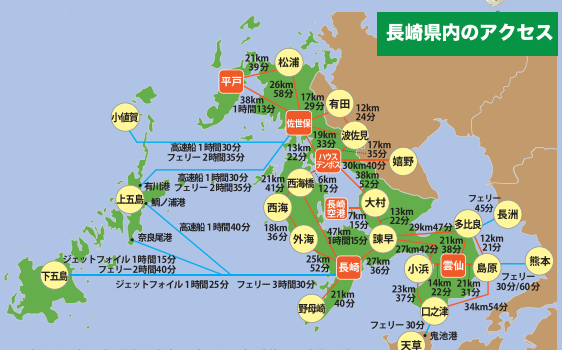 長崎県内のアクセス
21km
39分
松浦
平戸
26km
58分
38km
1時間13分
17km
29分
有田
12km
24分
小値賀
佐世保
19km
33分
波佐見
17km
35分
高速船 1時間30分
フェリー 2時間35分
13km
22分
ハウス
テンボス
30km40分
嬉野
高速船 1時間30分
フェリー 2時間35分
有川港
21km
41分
西海橋
6km
12分
38km
52分
上五島
鯛ノ浦港
西海
長崎
空港
大村
フェリー
45分
長洲
高速船 1時間40分
18km
36分
7km
15分
13km
22分
29km47分
多比良
奈良尾港
外海
47km
1時間15分
諫早
21km
38分
12km
21分
27km42分
ジェットフォイル 1時間15分
フェリー 2時間40分
25km
52分
長崎
27km
36分
小浜
雲仙
島原
熊本
下五島
ジェットフォイル 1時間25分
フェリー 3時間30分
14km
22分
21km
31分
フェリー
30分/60分
21km
40分
23km
37分
野母崎
口之津
34km54分
フェリー 30分
鬼池港
天草